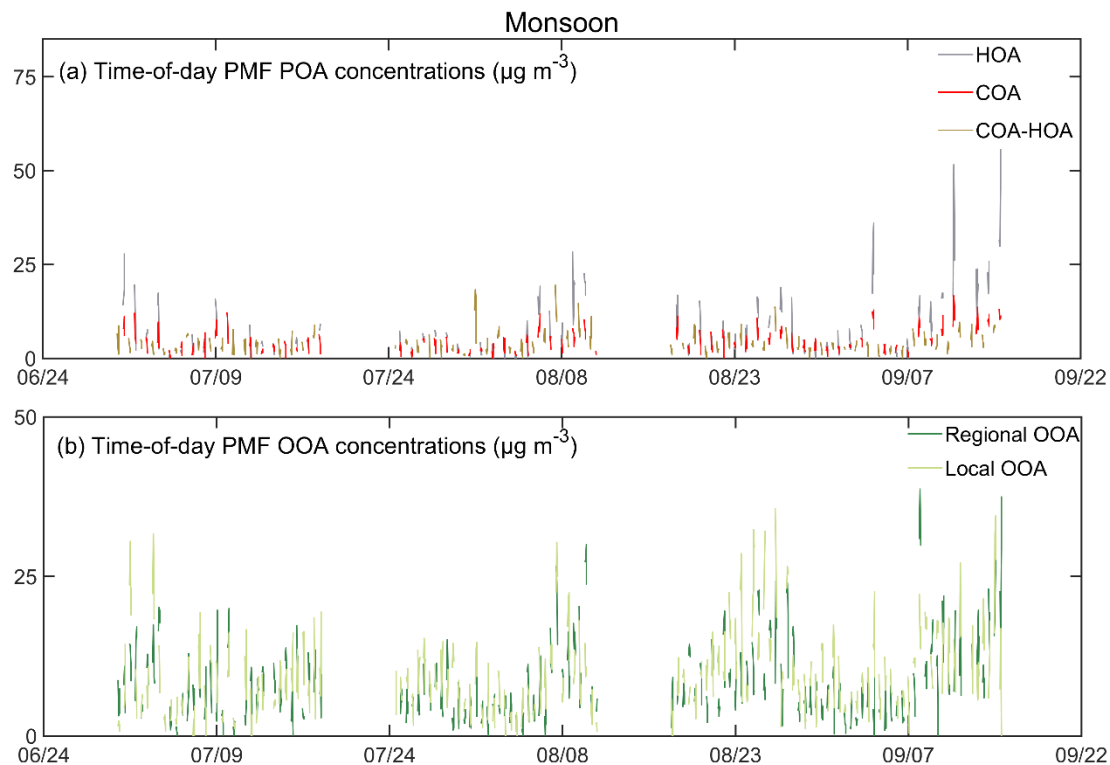 Monsoon
(a) Time-of-day PMF POA concentrations (µg m⁻³)
HOA
COA
COA-HOA
75
50
25
0
06/24 07/09 07/24 08/08 08/23 09/07 09/22
(b) Time-of-day PMF OOA concentrations (µg m⁻³)
Regional OOA
Local OOA
50
25
0
06/24 07/09 07/24 08/08 08/23 09/07 09/22